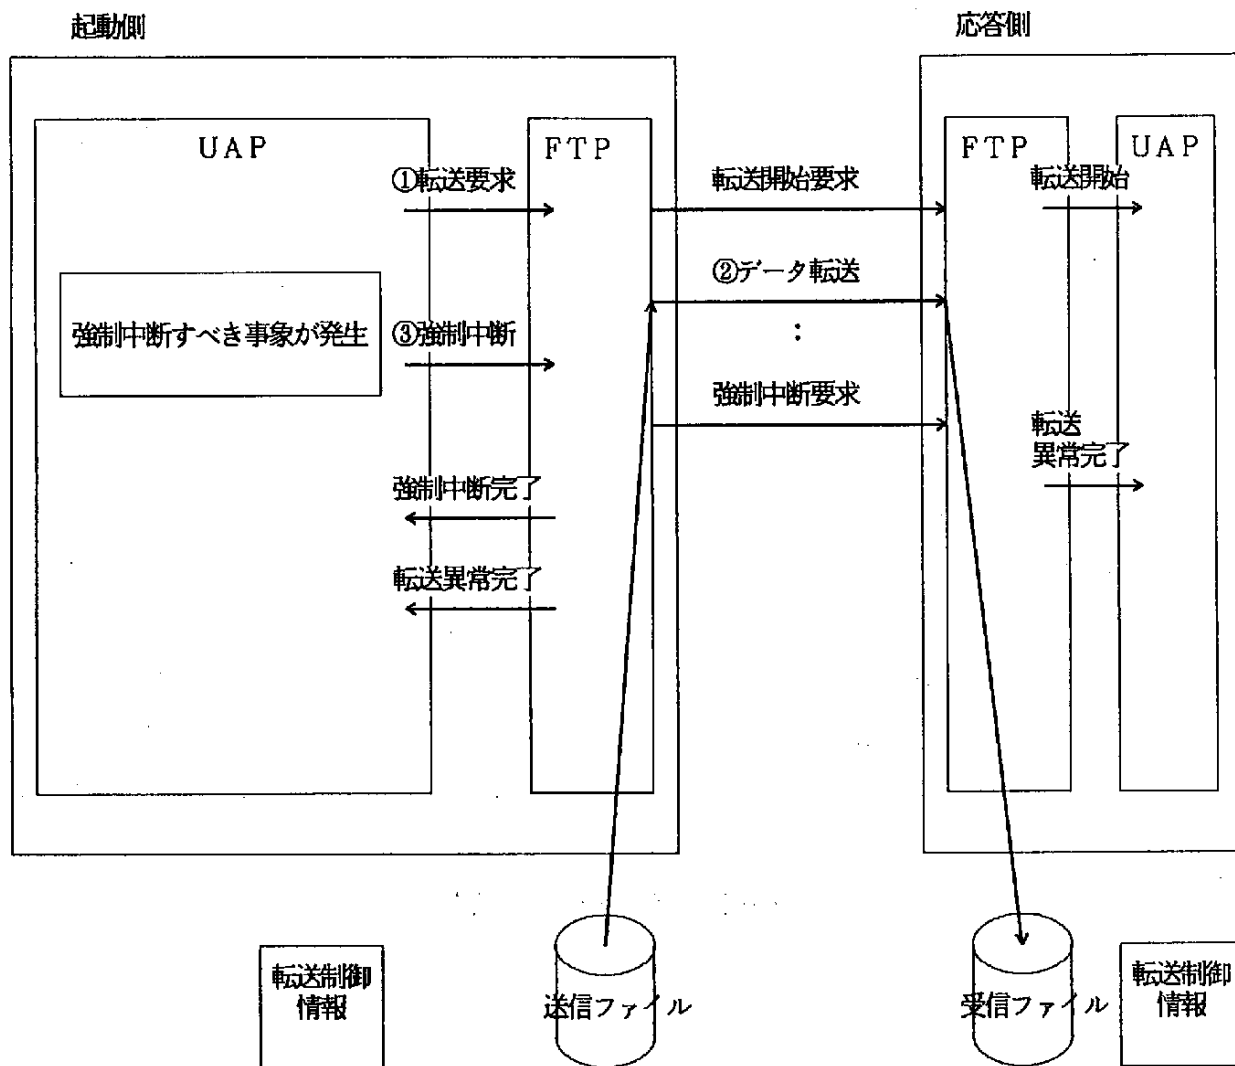 起動側
応答側
UAP
FTP
FTP
UAP
①転送要求
転送開始要求
転送開始
②データ転送
強制中断すべき事象が発生
③強制中断
:
強制中断要求
転送
異常完了
強制中断完了
転送異常完了
転送制御
情報
送信ファイル
受信ファイル
転送制御
情報